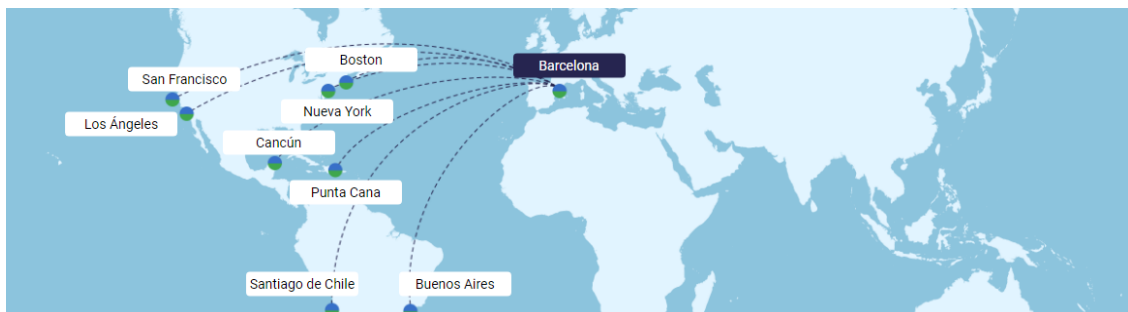 Boston
Barcelona
San Francisco
Nueva York
Los Ángeles
Cancún
Punta Cana
Santiago de Chile
Buenos Aires